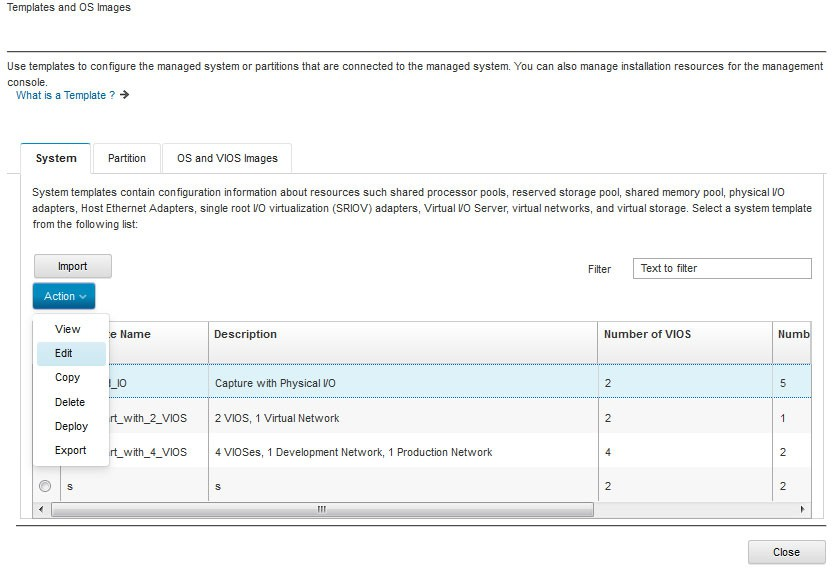 Templates and OS Images
Use templates to configure the managed system or partitions that are connected to the managed system. You can also manage installation resources for the management
console.
What is a Template ?
System Partition OS and VIOS Images
System templates contain configuration information about resources such shared processor pools, reserved storage pool, shared memory pool, physical I/O
adapters, Host Ethernet Adapters, single root I/O virtualization (SRIOV) adapters, Virtual I/O Server, virtual networks, and virtual storage. Select a system template
from the following list:
Import
Filter Text to filter
Action
View
Edit
Copy
Delete
Deploy
Export
Name Description Number of VIOS
_IO Capture with Physical I/O 2 5
rt_with_2_VIOS 2 VIOS, 1 Virtual Network 2 1
rt_with_4_VIOS 4 VIOSes, 1 Development Network, 1 Production Network 4 2
s s 2 2
Close